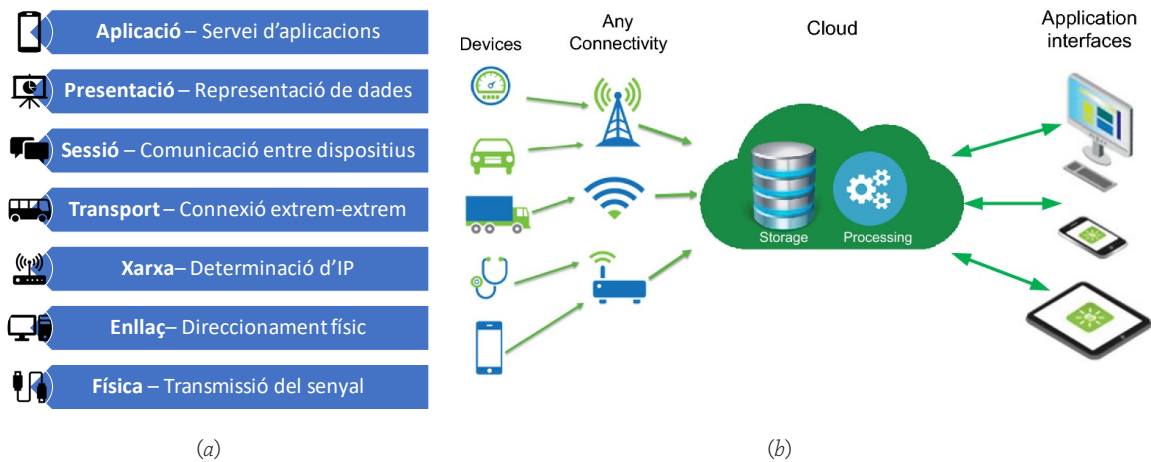 Aplicació – Servei d'aplicacions
Presentació – Representació de dades
Sessió – Comunicació entre dispositius
Transport – Connexió extrem-extrem
Xarxa– Determinació d'IP
Enllaç– Direccionament físic
Física – Transmissió del senyal
(a)
Devices
Any
Connectivity
Cloud
Application
interfaces
Storage
Processing
(b)